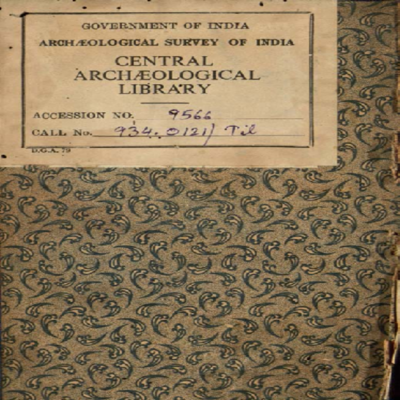 GOVERNMENT OF INDIA
ARCHÆOLOGICAL SURVEY OF INDIA
CENTRAL
ARCHÆOLOGICAL
LIBRARY
ACCESSION NO. 9566
CALL No. 934.0121/Til
D.G.A. 79